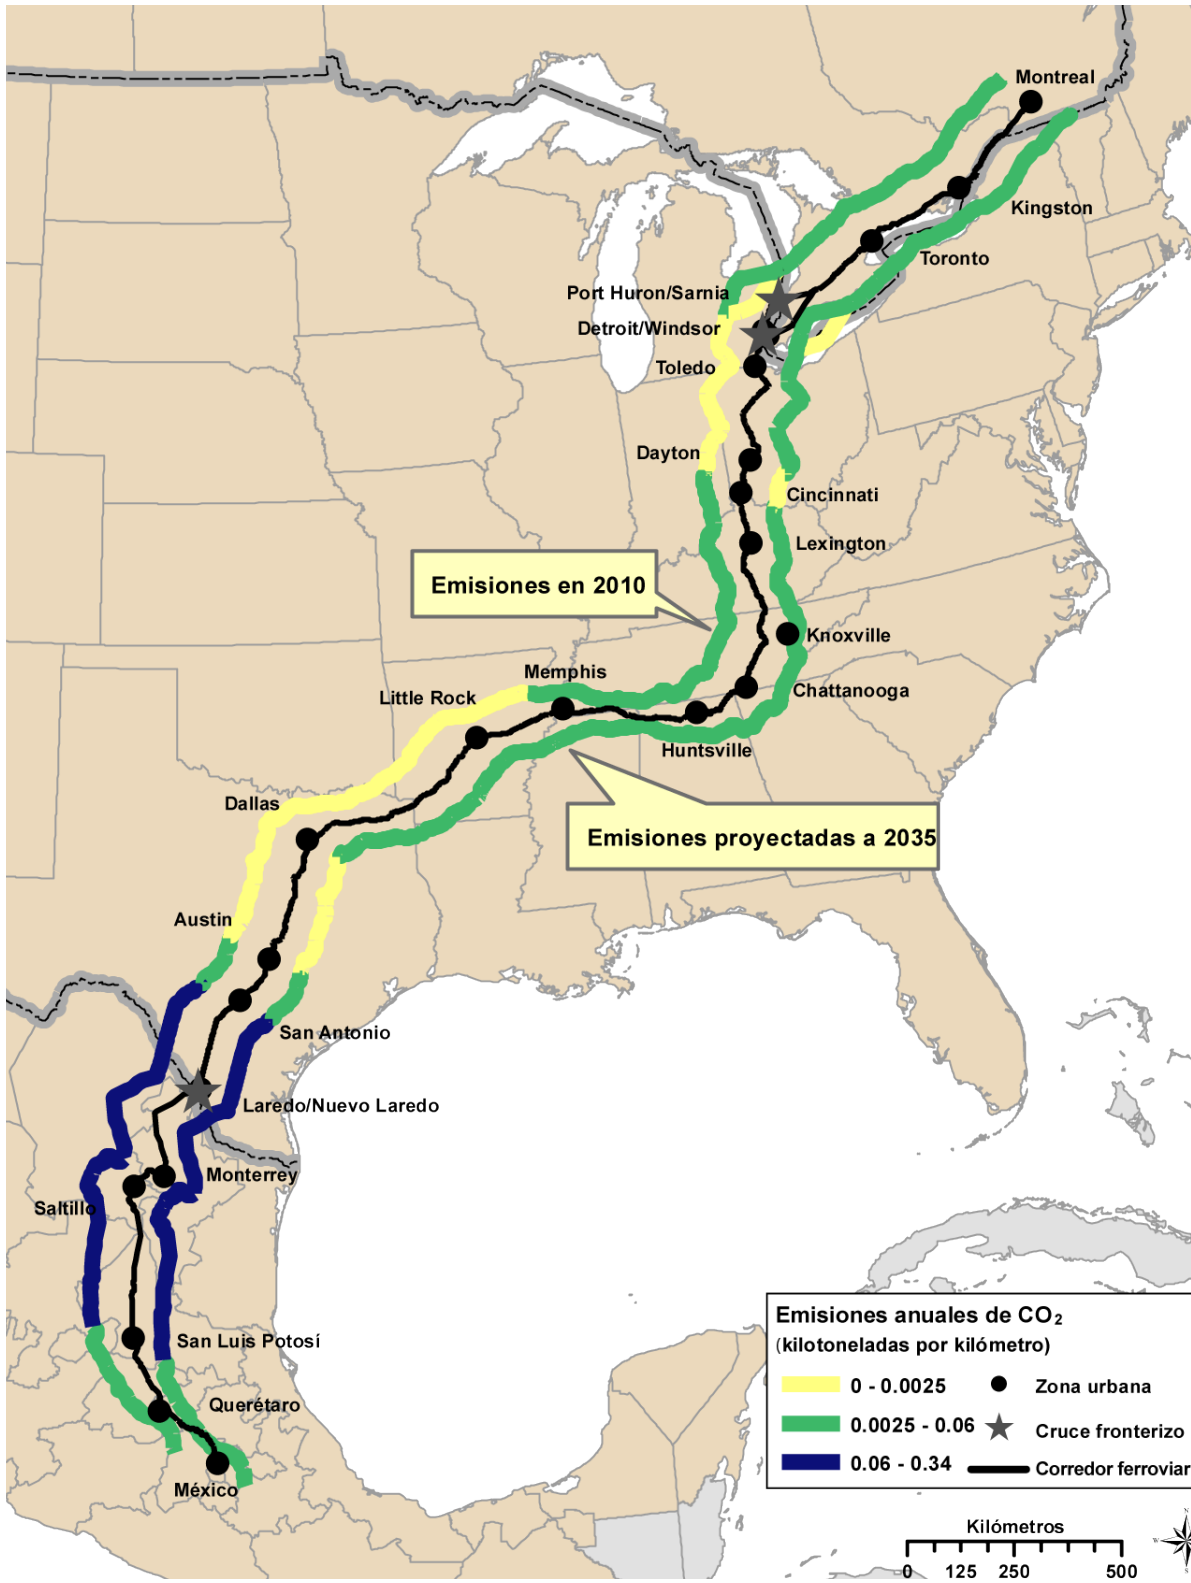 Montreal
Kingston
Toronto
Port Huron/Sarnia
Detroit/Windsor
Toledo
Dayton
Cincinnati
Lexington
Emisiones en 2010
Knoxville
Memphis
Chattanooga
Little Rock
Huntsville
Dallas
Emisiones proyectadas a 2035
Austin
San Antonio
Laredo/Nuevo Laredo
Monterrey
Saltillo
San Luis Potosí
Querétaro
México
Emisiones anuales de CO₂
(kilotoneladas por kilómetro)
0 - 0.0025
Zona urbana
0.0025 - 0.06
Cruce fronterizo
0.06 - 0.34
Corredor ferroviar
Kilómetros
0 125 250 500